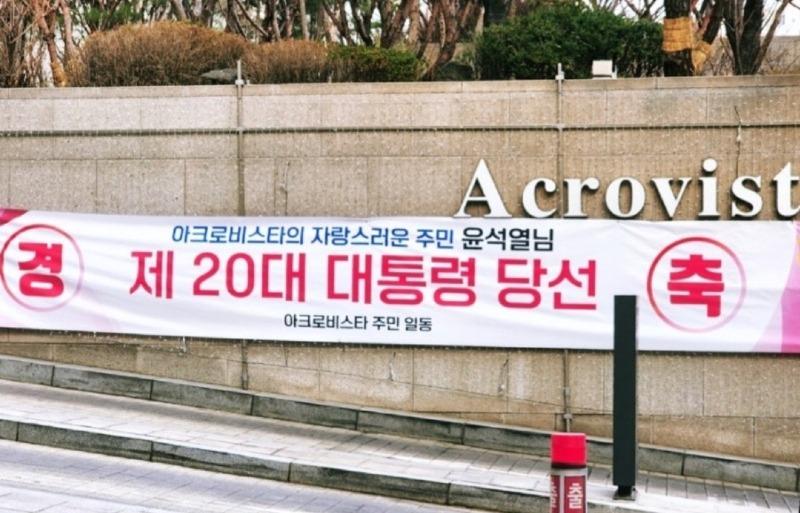 Acrovist
아크로비스타의 자랑스러운 주민 윤석열님
경 제 20대 대통령 당선 축
아크로비스타 주민 일동